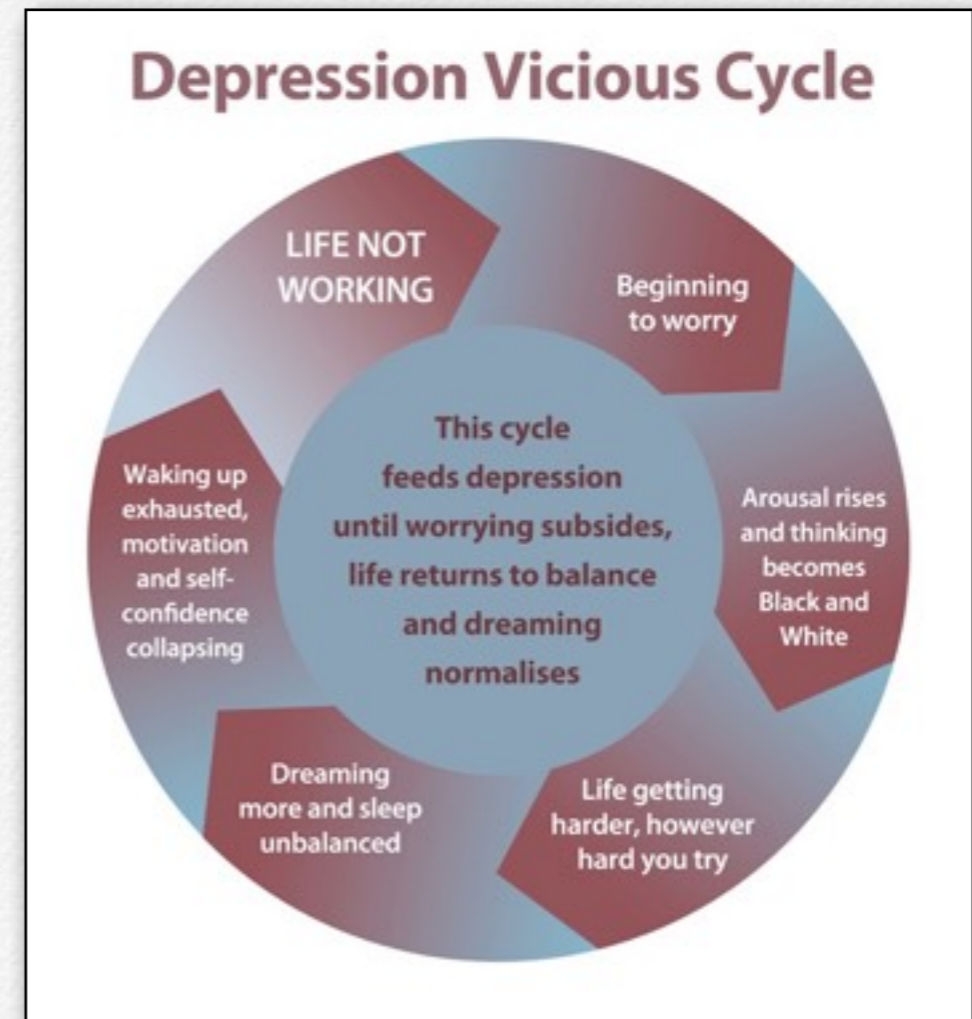 Depression Vicious Cycle
LIFE NOT
WORKING
Beginning
to worry
Arousal rises
and thinking
becomes
Black and
White
Life getting
harder, however
hard you try
Dreaming
more and sleep
unbalanced
Waking up
exhausted,
motivation
and self-
confidence
collapsing
This cycle
feeds depression
until worrying subsides,
life returns to balance
and dreaming
normalises